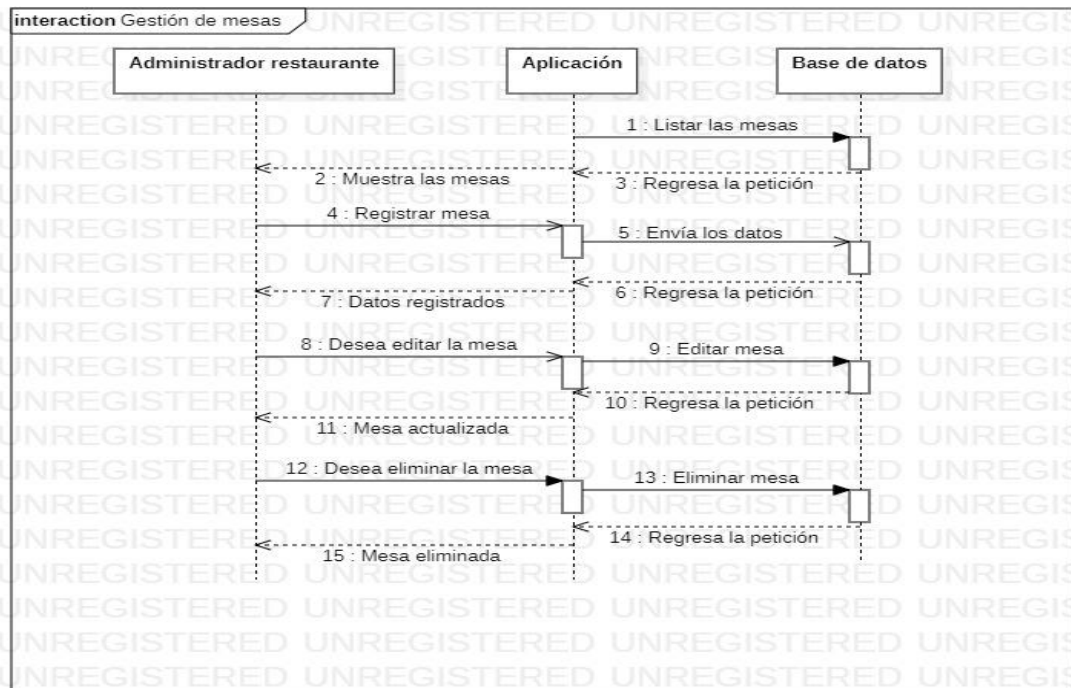 interaction Gestión de mesas
Administrador restaurante
Aplicación
Base de datos
1 : Listar las mesas
2 : Muestra las mesas
3 : Regresa la petición
4 : Registrar mesa
5 : Envía los datos
6 : Regresa la petición
7 : Datos registrados
8 : Desea editar la mesa
9 : Editar mesa
10 : Regresa la petición
11 : Mesa actualizada
12 : Desea eliminar la mesa
13 : Eliminar mesa
14 : Regresa la petición
15 : Mesa eliminada
UNREGISTERED